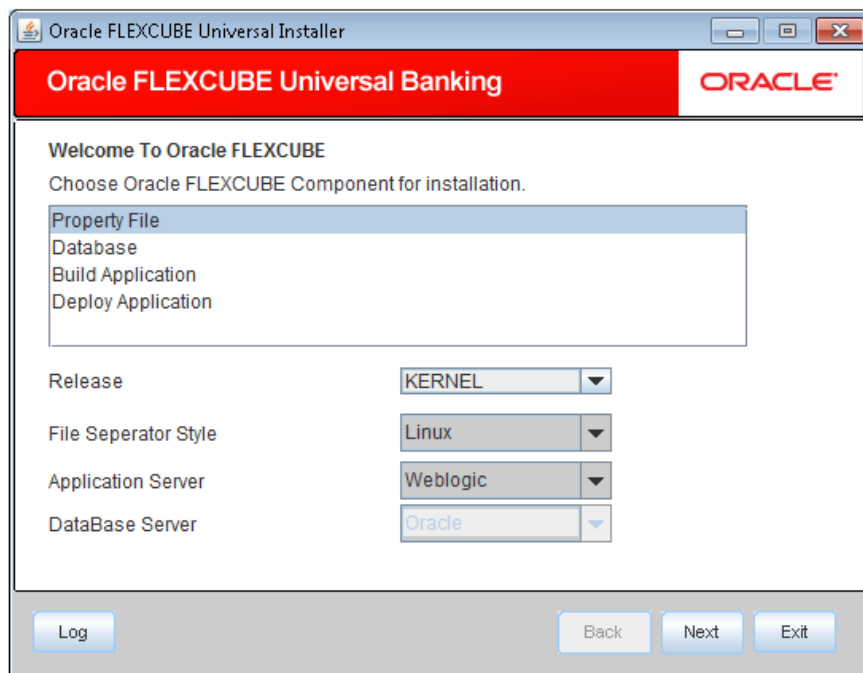 Oracle FLEXCUBE Universal Installer
Oracle FLEXCUBE Universal Banking
ORACLE
Welcome To Oracle FLEXCUBE
Choose Oracle FLEXCUBE Component for installation.
Property File
Database
Build Application
Deploy Application
Release KERNEL
File Seperator Style Linux
Application Server Weblogic
DataBase Server Oracle
Log Back Next Exit